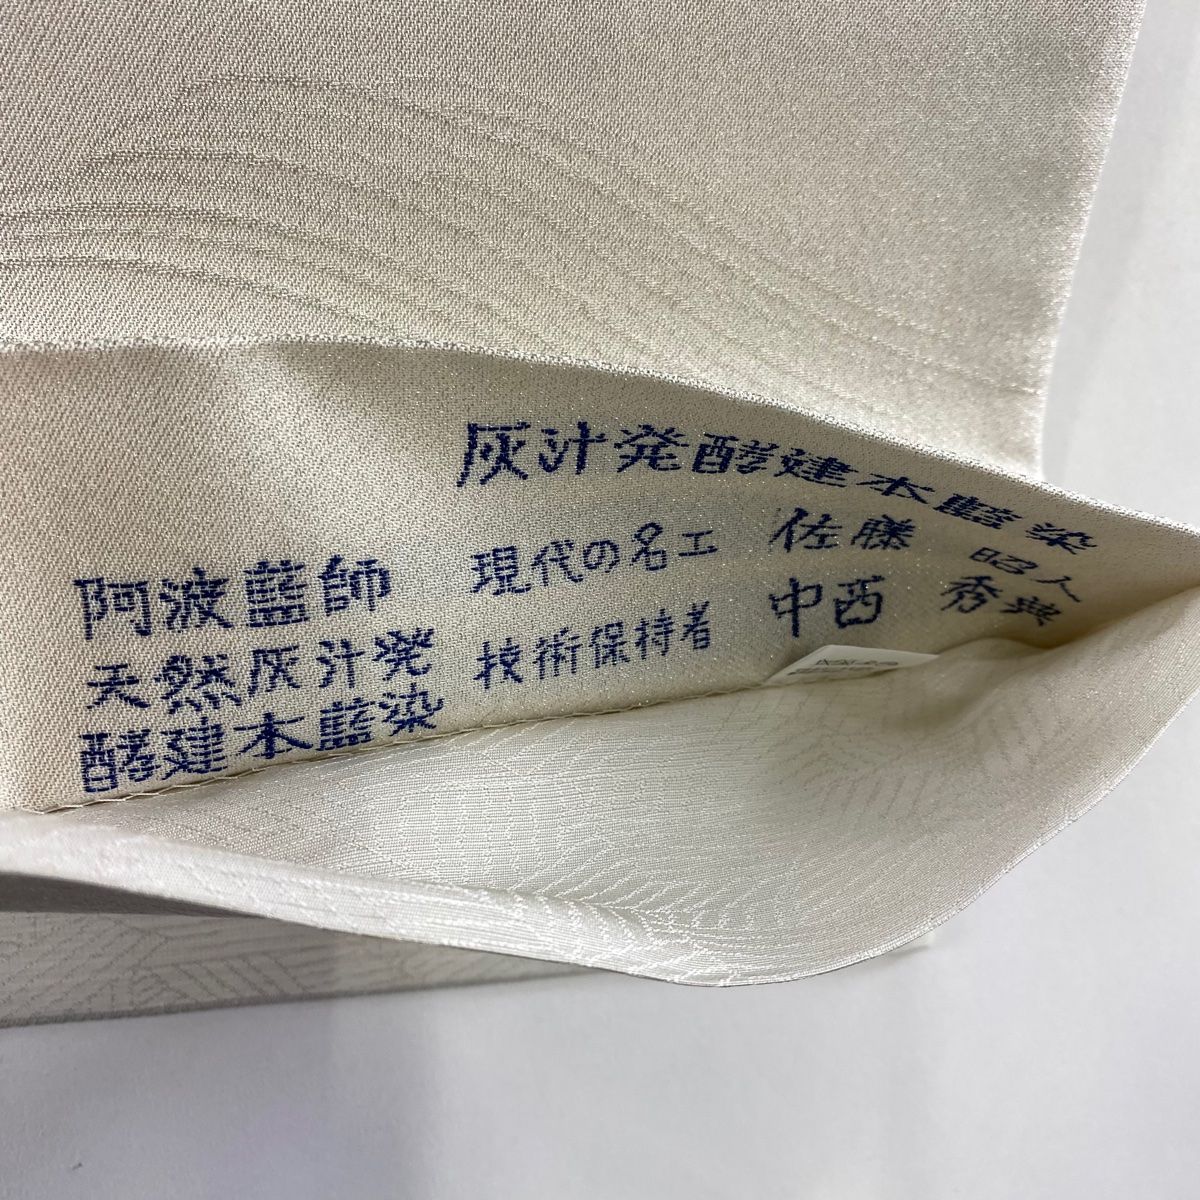 灰汁発酵建本藍染
阿波藍師 現代の名工 佐藤 昭人
天然灰汁発
酵建本藍染 技術保持者 中西 秀典